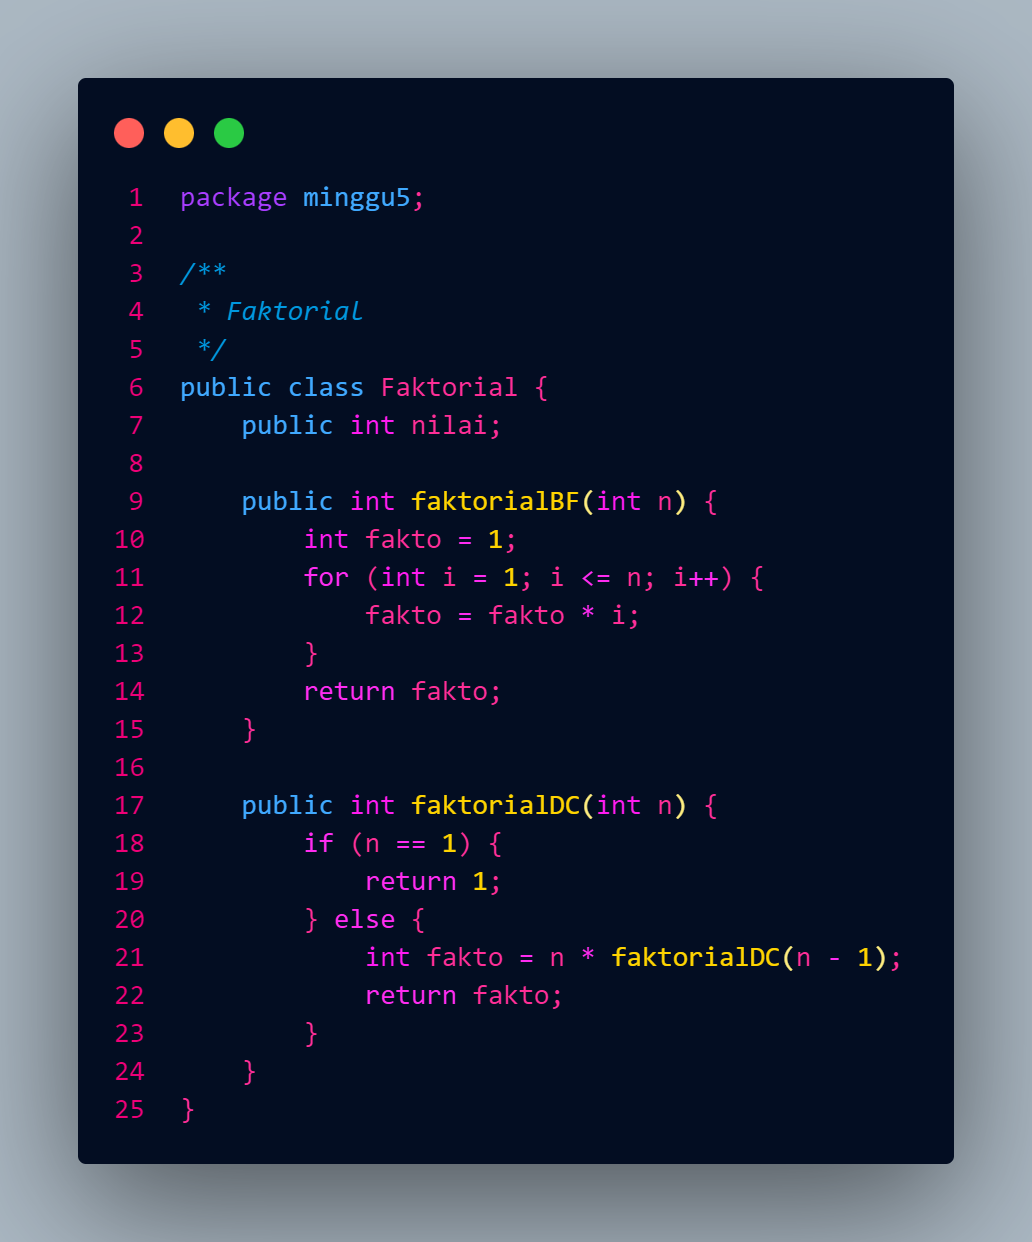 1 package minggu5;
2
3 /**
4  * Faktorial
5  */
6 public class Faktorial {
7     public int nilai;
8
9     public int faktorialBF(int n) {
10         int fakto = 1;
11         for (int i = 1; i <= n; i++) {
12             fakto = fakto * i;
13         }
14         return fakto;
15     }
16
17     public int faktorialDC(int n) {
18         if (n == 1) {
19             return 1;
20         } else {
21             int fakto = n * faktorialDC(n - 1);
22             return fakto;
23         }
24     }
25 }